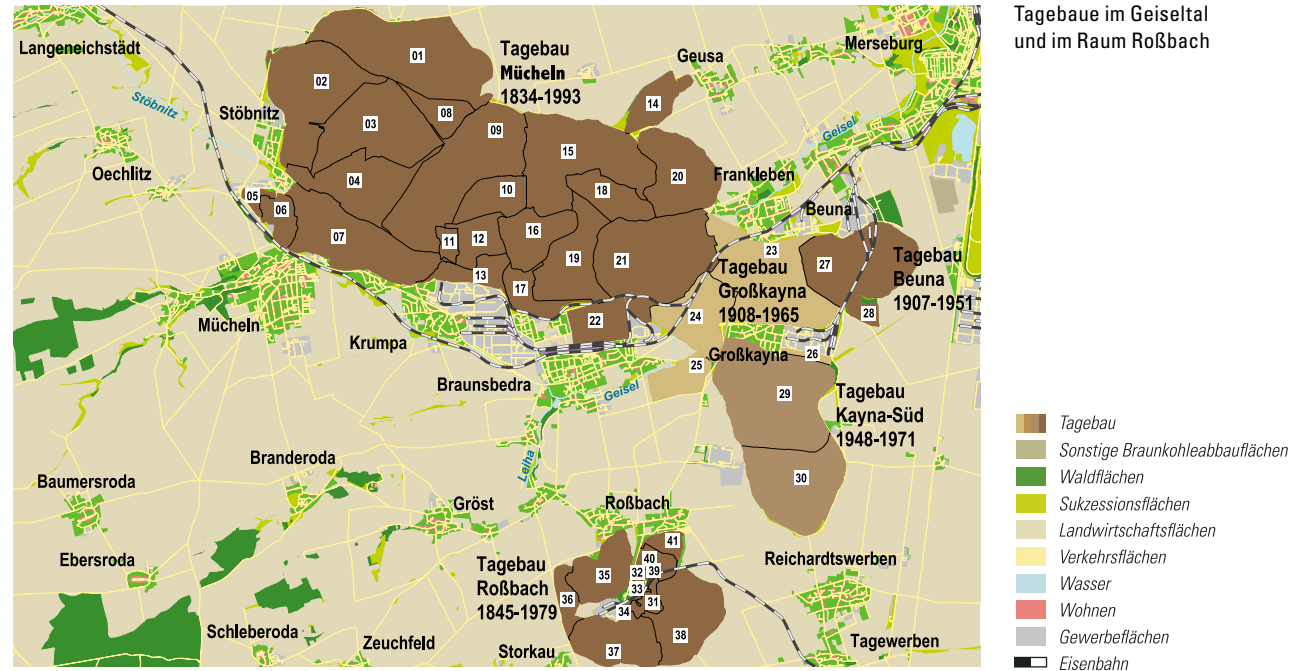 Tagebaue im Geiseltal
und im Raum Roßbach
Langeneichstädt
01
Tagebau
Mücheln
1834-1993
Geusa
Merseburg
02
Stöbnitz
Stöbnitz
03
08
09
14
Geisel
Oechlitz
15
20
Frankleben
04
10
18
05
06
Beuna
07
11
12
16
23
13
19
21
27
Tagebau
Beuna
1907-1951
17
Tagebau
Großkayna
1908-1965
28
Mücheln
22
24
Krumpa
26
Großkayna
25
Braunsbedra
Geisel
29
Tagebau
Kayna-Süd
1948-1971
Leiha
Branderoda
30
Baumersroda
Gröst
Roßbach
41
Ebersroda
Tagebau
Roßbach
1845-1979
35
40
32
39
33
36
34
31
Reichardtswerben
Schleberoda
Zeuchfeld
Storkau
37
38
Tagewerben
Tagebau
Sonstige Braunkohleabbauflächen
Waldflächen
Sukzessionsflächen
Landwirtschaftsflächen
Verkehrsflächen
Wasser
Wohnen
Gewerbeflächen
Eisenbahn